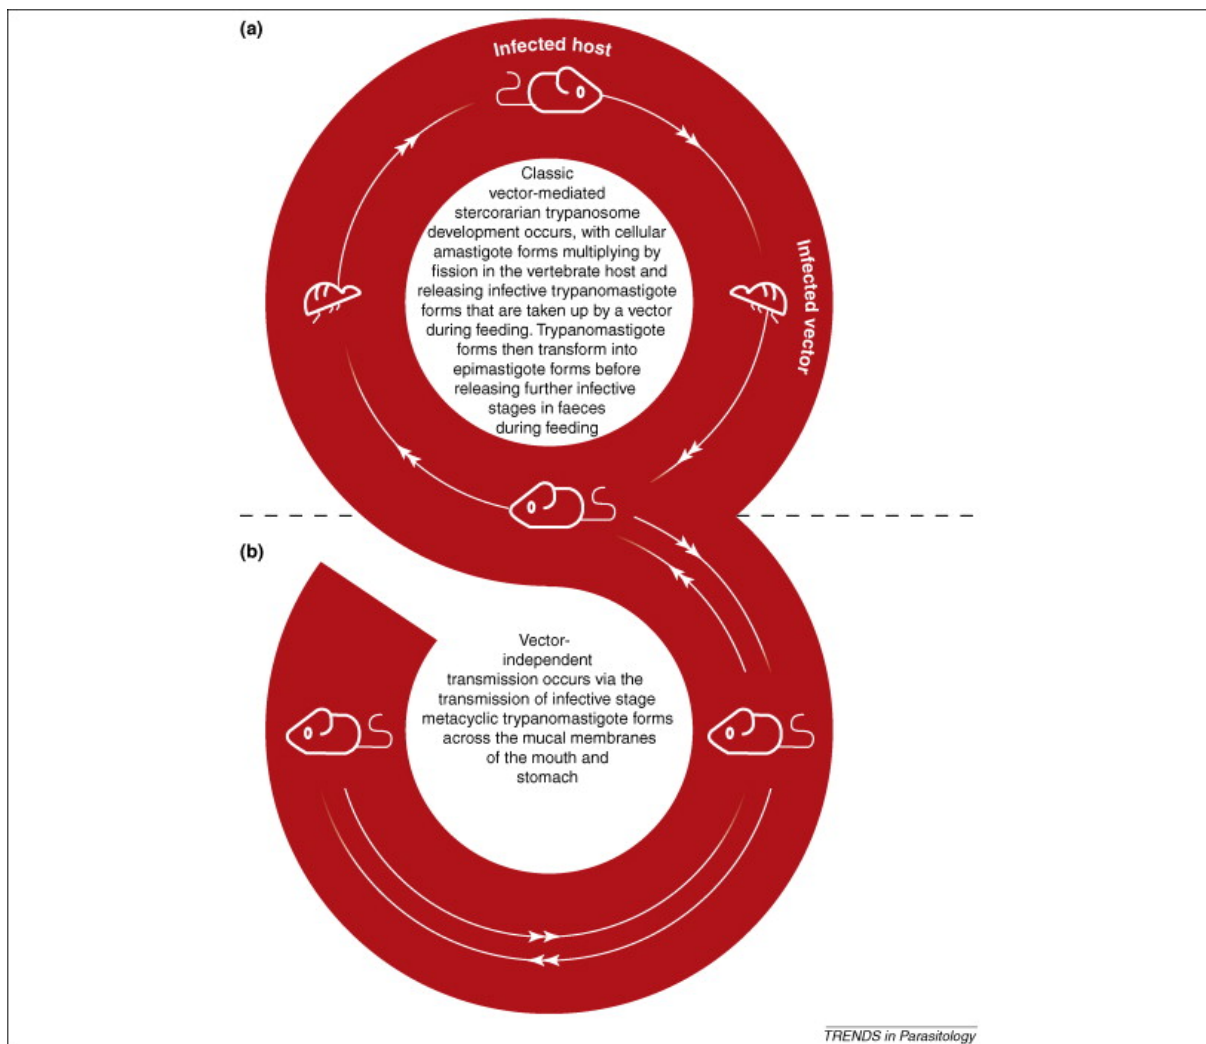 (a)
Infected host
Classic
vector-mediated
stercorarian trypanosome
development occurs, with cellular
amastigote forms multiplying by
fission in the vertebrate host and
releasing infective trypanomastigote
forms that are taken up by a vector
during feeding. Trypanomastigote
forms then transform into
epimastigote forms before
releasing further infective
stages in faeces
during feeding
Infected vector
(b)
Vector-
independent
transmission occurs via the
transmission of infective stage
metacyclic trypanomastigote forms
across the mucal membranes
of the mouth and
stomach
TRENDS in Parasitology